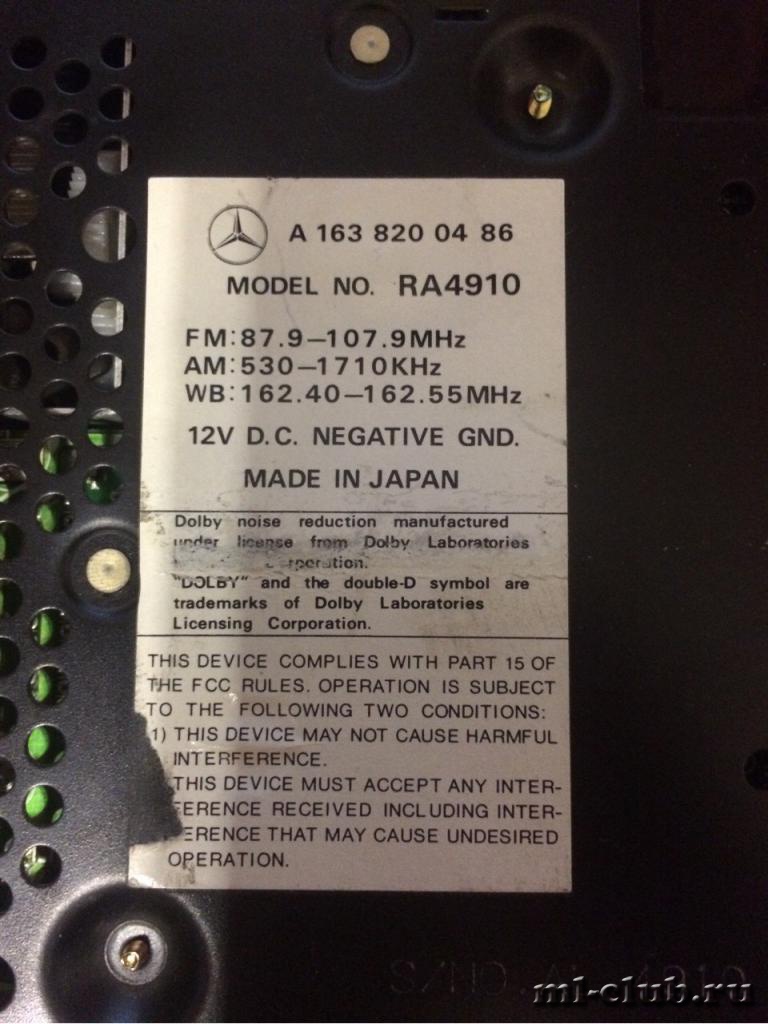 A 163 820 04 86
MODEL NO. RA4910
FM:87.9—107.9MHz
AM:530—1710KHz
WB:162.40—162.55MHz
12V D.C. NEGATIVE GND.
MADE IN JAPAN
Dolby noise reduction manufactured
under license from Dolby Laboratories
"DOLBY" and the double-D symbol are
trademarks of Dolby Laboratories
Licensing Corporation.
THIS DEVICE COMPLIES WITH PART 15 OF
THE FCC RULES. OPERATION IS SUBJECT
TO THE FOLLOWING TWO CONDITIONS:
1) THIS DEVICE MAY NOT CAUSE HARMFUL
INTERFERENCE.
THIS DEVICE MUST ACCEPT ANY INTER-
FERENCE RECEIVED INCLUDING INTER-
FERENCE THAT MAY CAUSE UNDESIRED
OPERATION.
S/NO.
ml-club.ru